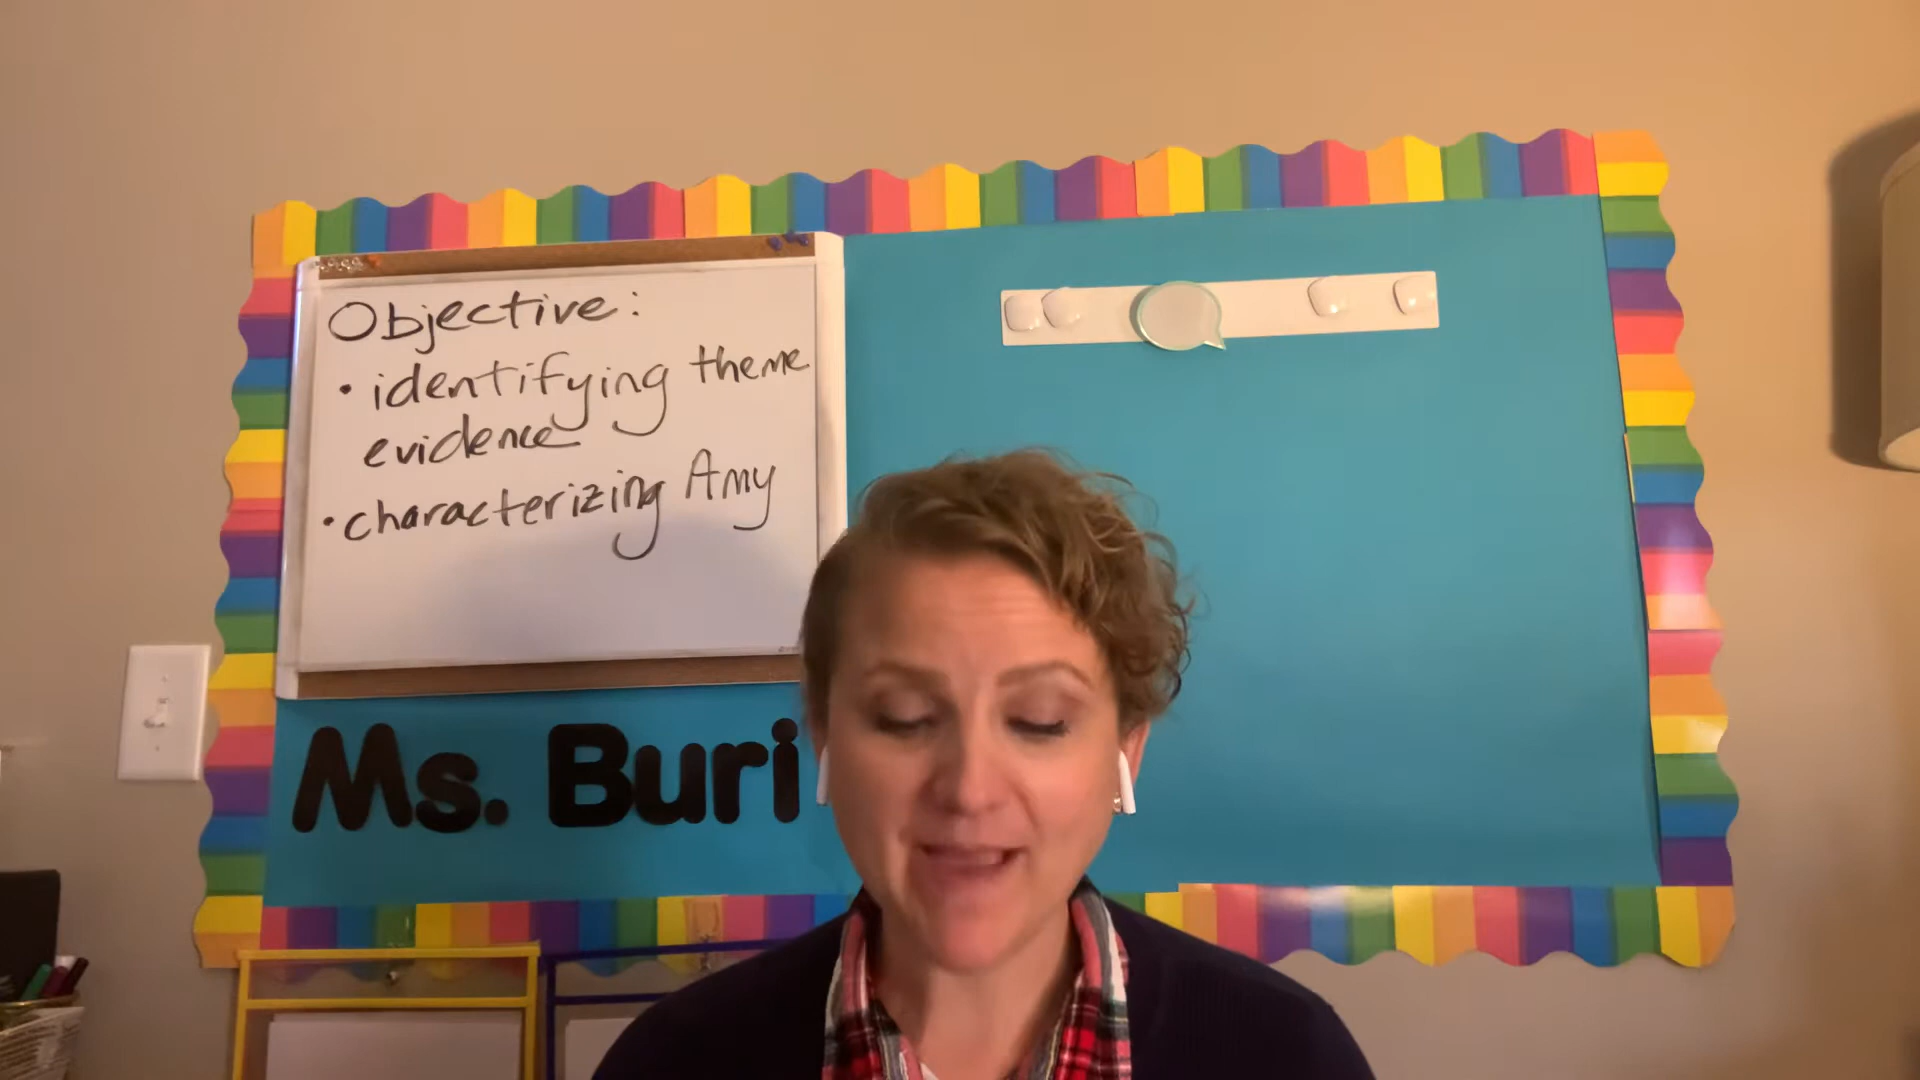 Objective:
• identifying theme
evidence
• characterizing Amy
Ms. Buri